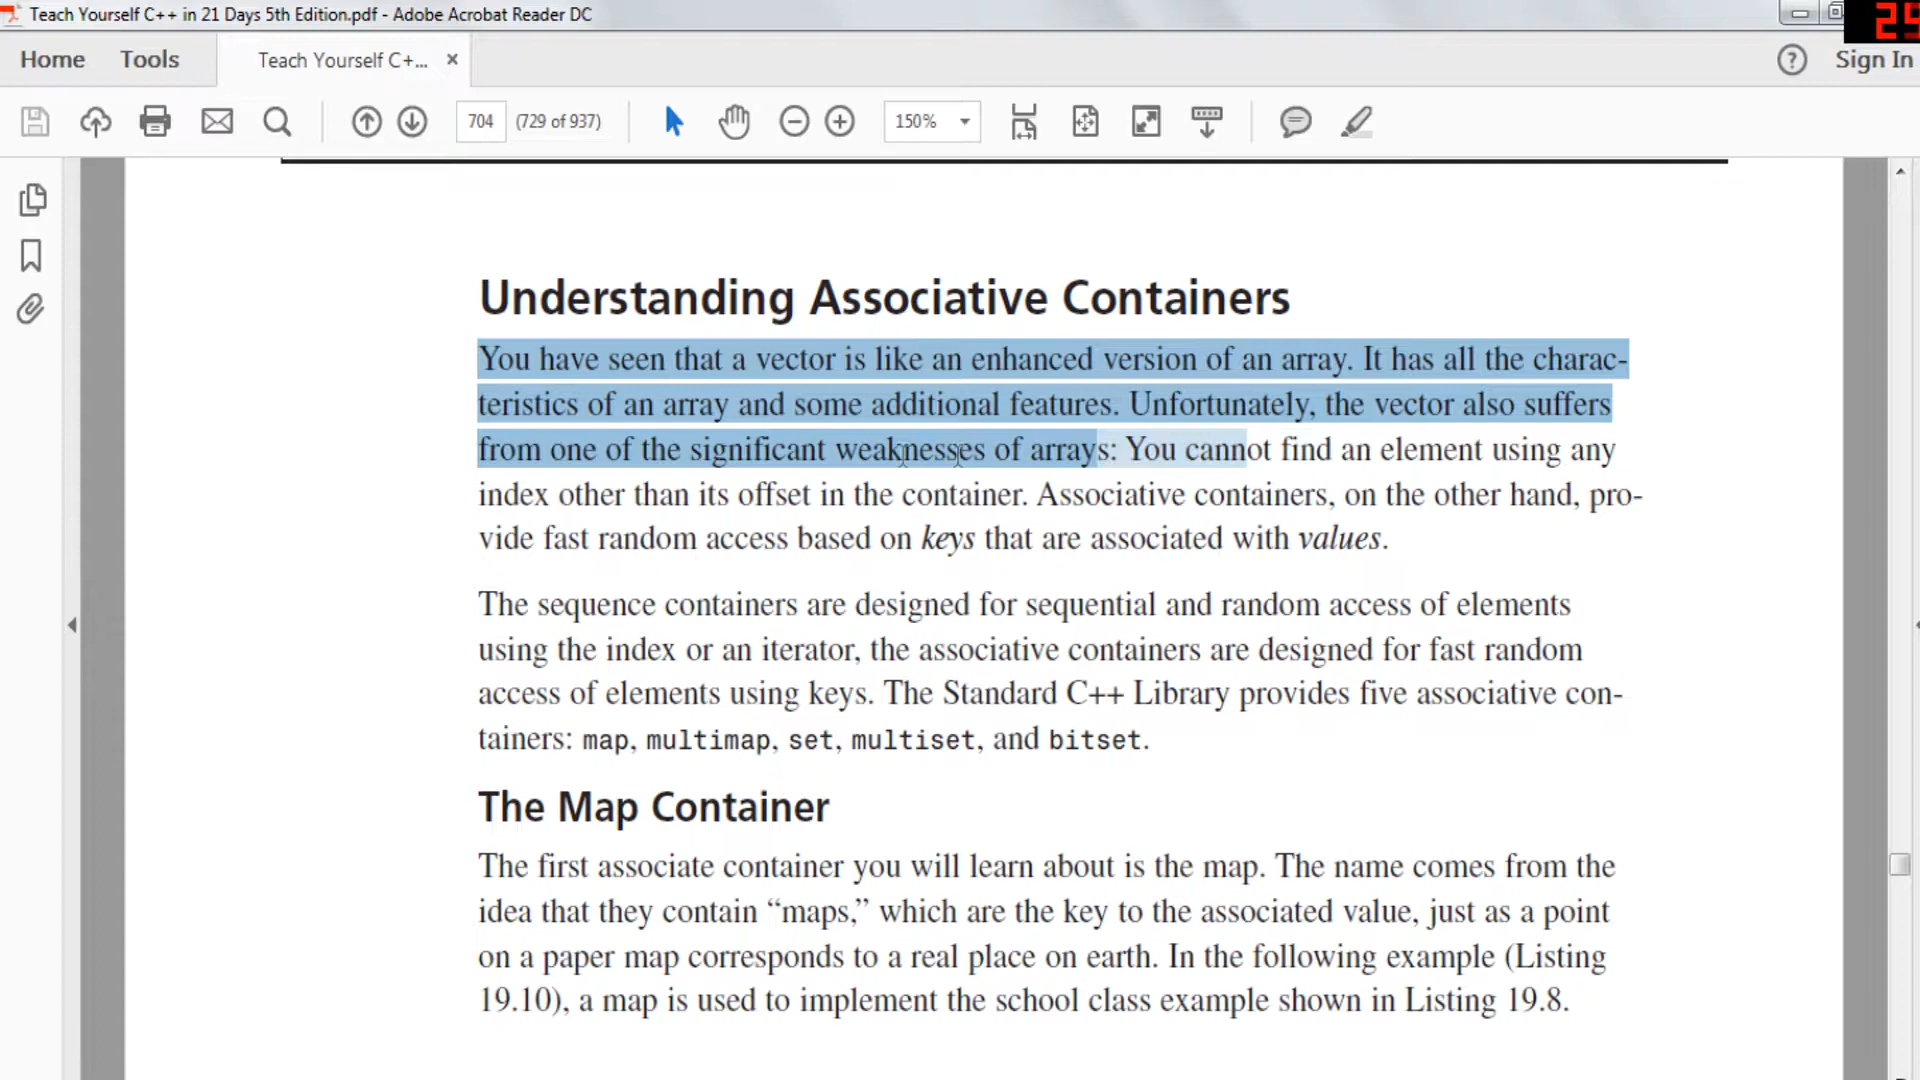 Teach Yourself C++ in 21 Days 5th Edition.pdf - Adobe Acrobat Reader DC
25
Home Tools Teach Yourself C+... × ? Sign In
704 (729 of 937) 150%
Understanding Associative Containers
You have seen that a vector is like an enhanced version of an array. It has all the charac-
teristics of an array and some additional features. Unfortunately, the vector also suffers
from one of the significant weaknesses of arrays: You cannot find an element using any
index other than its offset in the container. Associative containers, on the other hand, pro-
vide fast random access based on keys that are associated with values.
The sequence containers are designed for sequential and random access of elements
using the index or an iterator, the associative containers are designed for fast random
access of elements using keys. The Standard C++ Library provides five associative con-
tainers: map, multimap, set, multiset, and bitset.
The Map Container
The first associate container you will learn about is the map. The name comes from the
idea that they contain “maps,” which are the key to the associated value, just as a point
on a paper map corresponds to a real place on earth. In the following example (Listing
19.10), a map is used to implement the school class example shown in Listing 19.8.